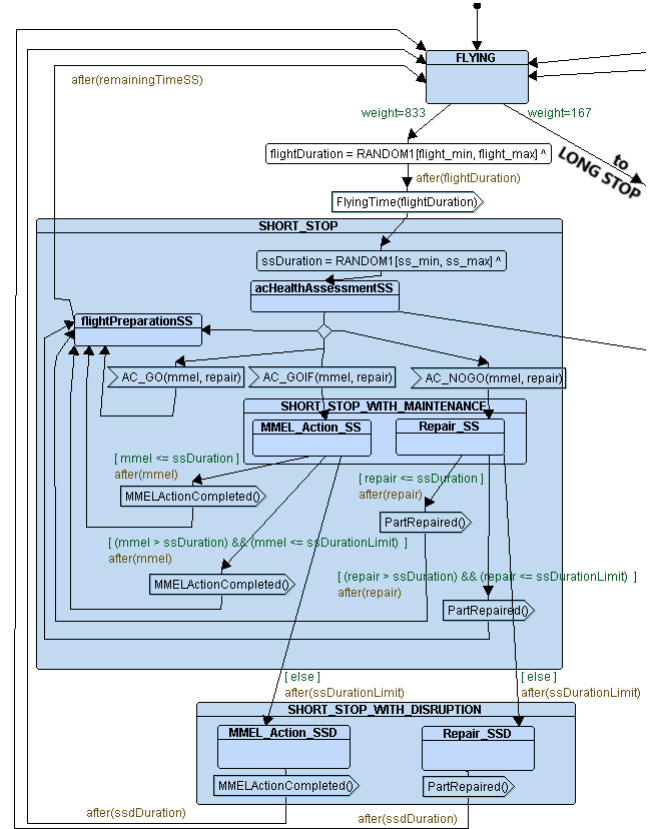 FLYING
after(remainingTimeSS)
weight=833
weight=167
flightDuration = RANDOM1[flight_min, flight_max] ^
to
LONG STOP
after(flightDuration)
FlyingTime(flightDuration)
SHORT_STOP
ssDuration = RANDOM1[ss_min, ss_max] ^
acHealthAssessmentSS
flightPreparationSS
AC_GO(mmel, repair)
AC_GOIF(mmel, repair)
AC_NOGO(mmel, repair)
SHORT_STOP_WITH_MAINTENANCE
MMEL_Action_SS
Repair_SS
[ mmel <= ssDuration ]
after(mmel)
[ repair <= ssDuration ]
after(repair)
MMELActionCompleted()
PartRepaired()
[ (mmel > ssDuration) && (mmel <= ssDurationLimit) ]
after(mmel)
MMELActionCompleted()
[ (repair > ssDuration) && (repair <= ssDurationLimit) ]
after(repair)
PartRepaired()
[ else ]
after(ssDurationLimit)
[ else ]
after(ssDurationLimit)
SHORT_STOP_WITH_DISRUPTION
MMEL_Action_SSD
Repair_SSD
MMELActionCompleted()
PartRepaired()
after(ssdDuration)
after(ssdDuration)